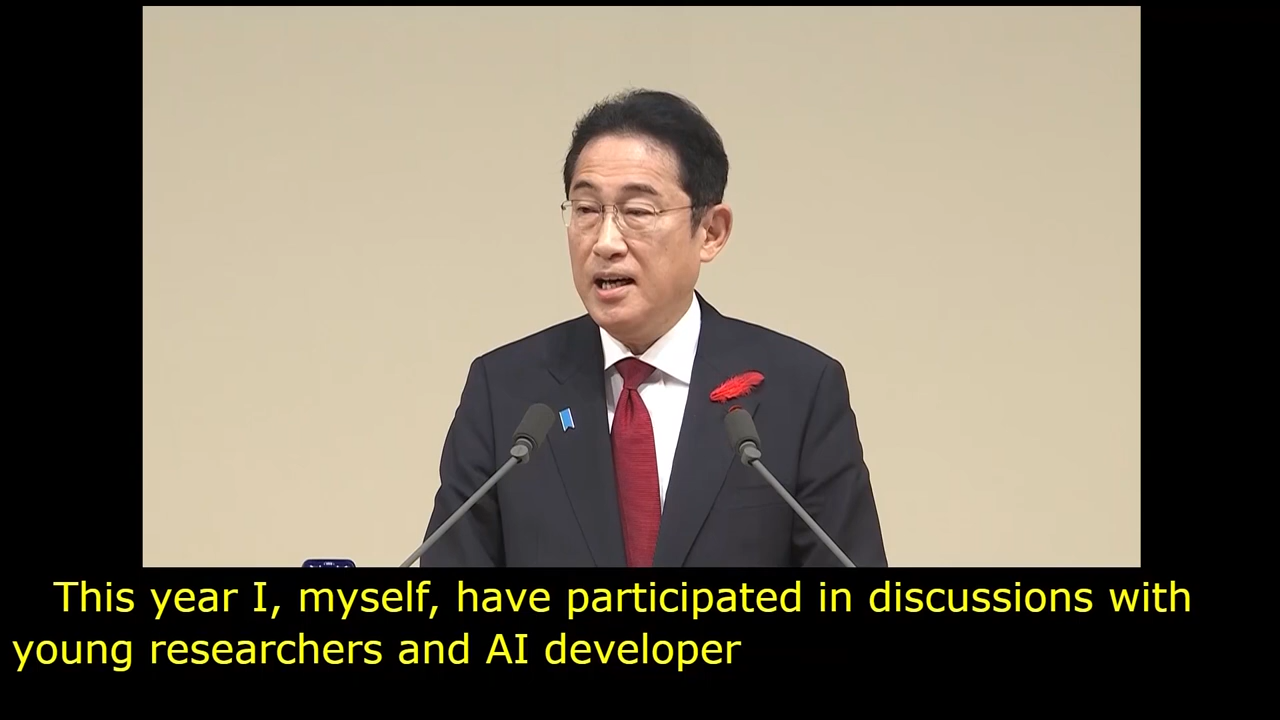 This year I, myself, have participated in discussions with
young researchers and AI developer